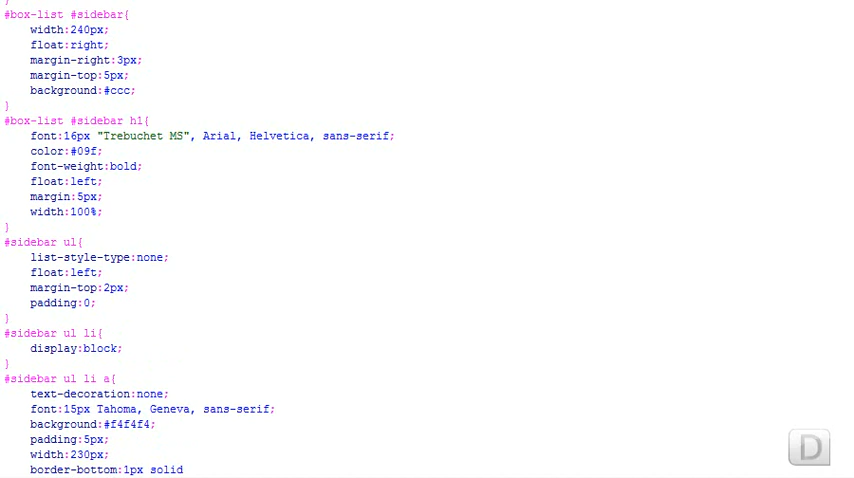 }
#box-list #sidebar{
width:240px;
float:right;
margin-right:3px;
margin-top:5px;
background:#ccc;
}
#box-list #sidebar h1{
font:16px "Trebuchet MS", Arial, Helvetica, sans-serif;
color:#09f;
font-weight:bold;
float:left;
margin:5px;
width:100%;
}
#sidebar ul{
list-style-type:none;
float:left;
margin-top:2px;
padding:0;
}
#sidebar ul li{
display:block;
}
#sidebar ul li a{
text-decoration:none;
font:15px Tahoma, Geneva, sans-serif;
background:#f4f4f4;
padding:5px;
width:230px;
border-bottom:1px solid
D